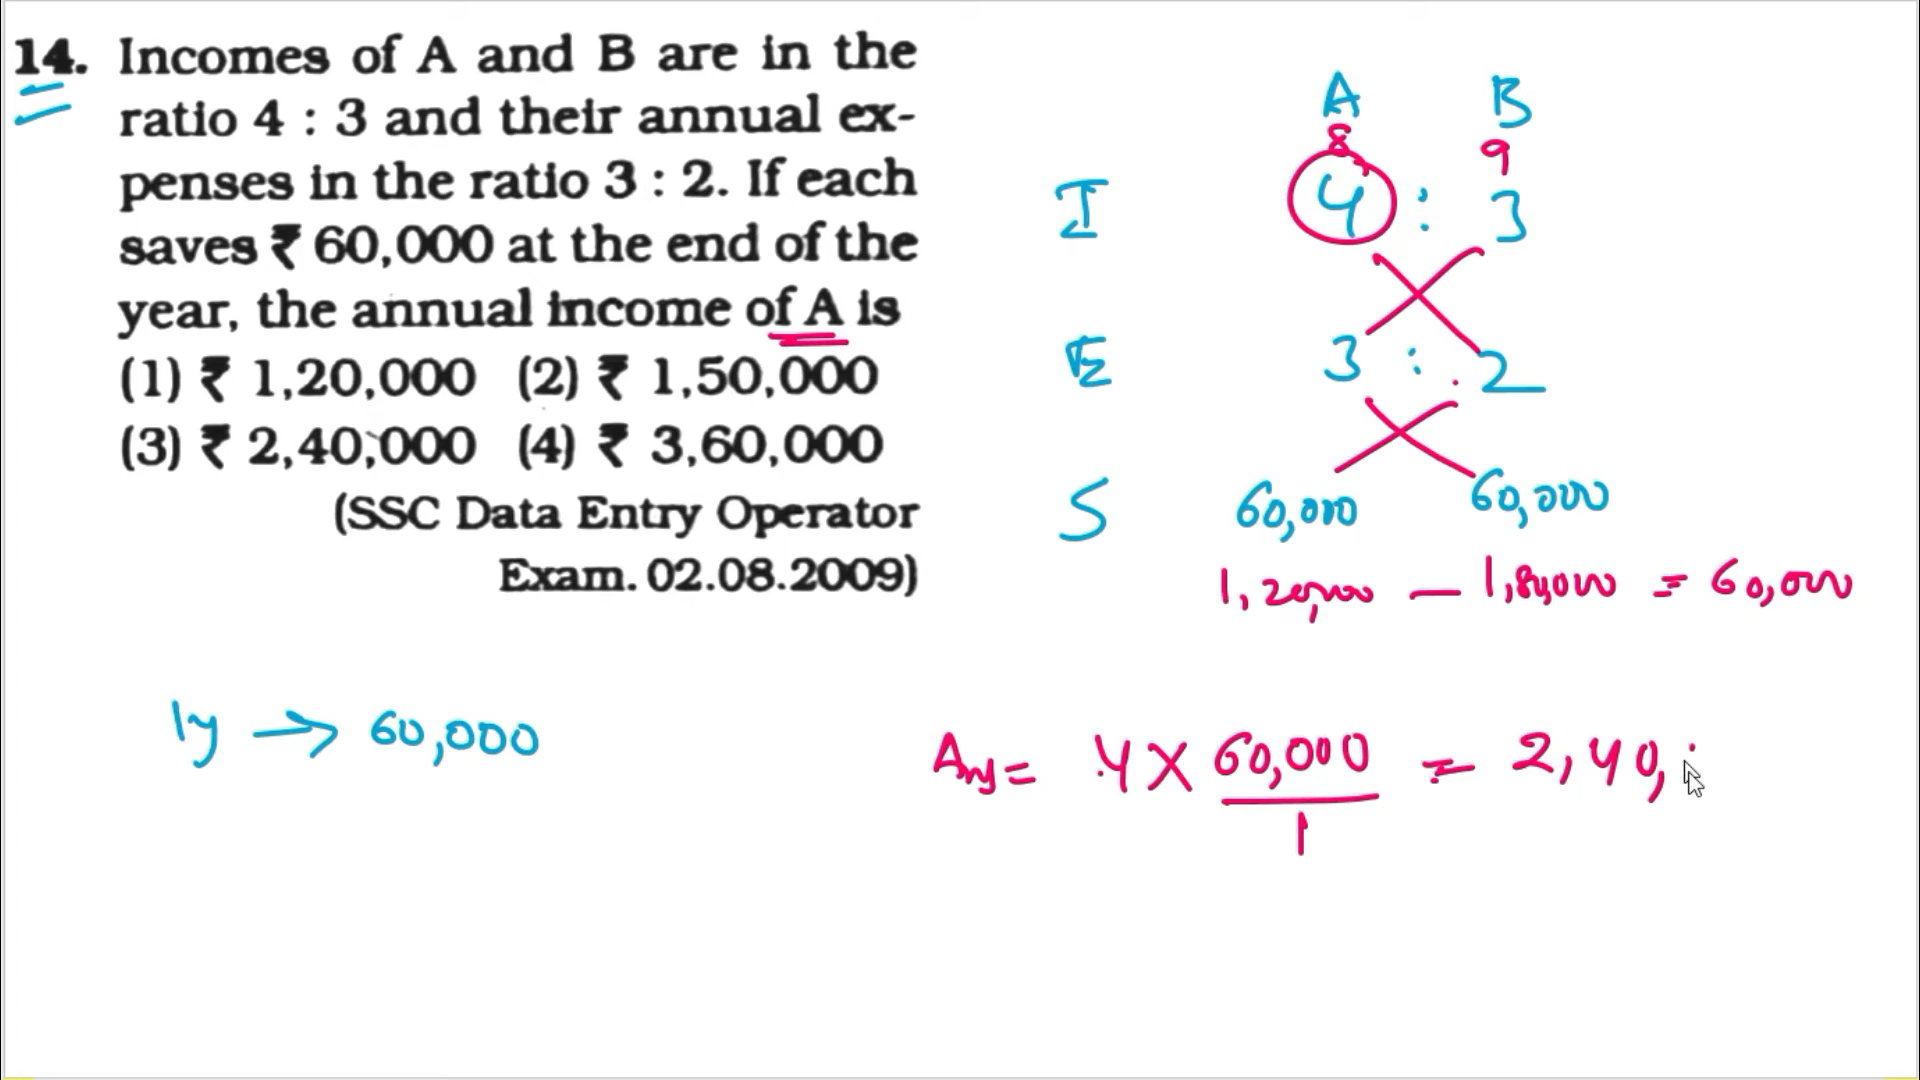 14. Incomes of A and B are in the
ratio 4 : 3 and their annual ex-
penses in the ratio 3 : 2. If each
saves ₹ 60,000 at the end of the
year, the annual income of A is
(1) ₹ 1,20,000 (2) ₹ 1,50,000
(3) ₹ 2,40,000 (4) ₹ 3,60,000
(SSC Data Entry Operator
Exam. 02.08.2009)
A B
8 9
I 4 : 3
E 3 : 2
S 60,000 60,000
1,20,000 — 1,80,000 = 60,000
1y → 60,000
= 4 × 60,000 = 2,40,
1